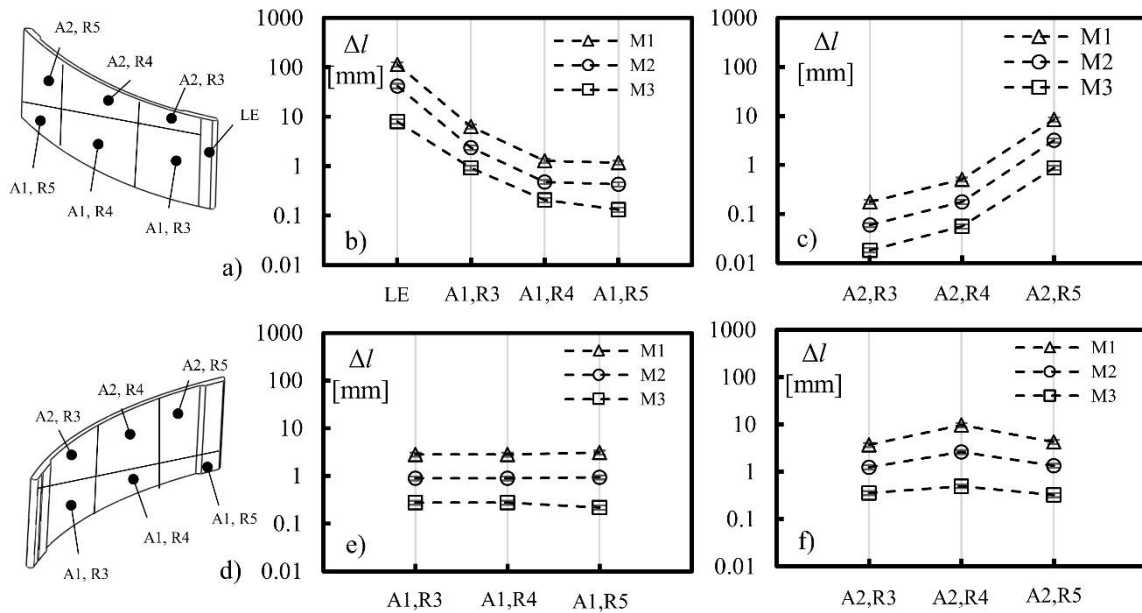 A2, R5
A2, R4
A2, R3
LE
A1, R5
A1, R4
A1, R3
a)
1000
100
10
1
0.1
0.01
Δl
[mm]
M1
M2
M3
b)
LE A1,R3 A1,R4 A1,R5
1000
100
10
1
0.1
0.01
Δl
[mm]
M1
M2
M3
c)
A2,R3 A2,R4 A2,R5
A2, R5
A2, R4
A2, R3
A1, R5
A1, R4
A1, R3
d)
1000
100
10
1
0.1
0.01
Δl
[mm]
M1
M2
M3
e)
A1,R3 A1,R4 A1,R5
1000
100
10
1
0.1
0.01
Δl
[mm]
M1
M2
M3
f)
A2,R3 A2,R4 A2,R5